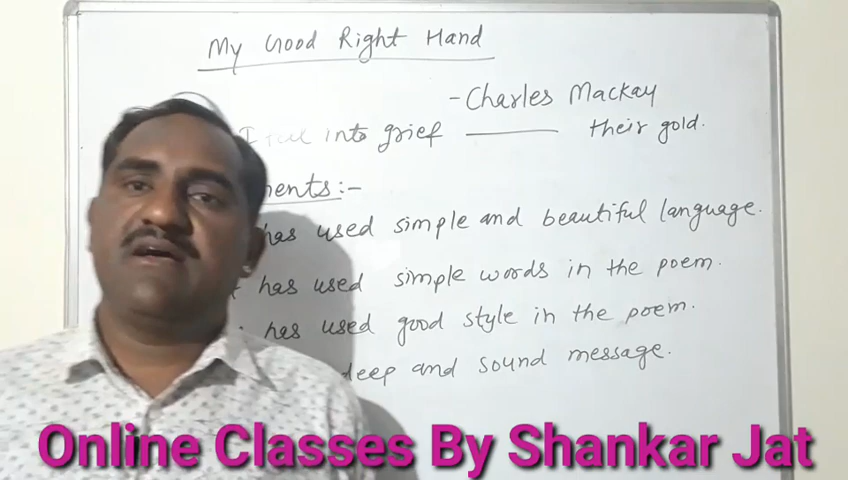 My Good Right Hand
- Charles Mackay
I into grief ——— their gold.
ments :-
has used simple and beautiful language.
has used simple words in the poem.
has used good style in the poem.
deep and sound message.
Online Classes By Shankar Jat